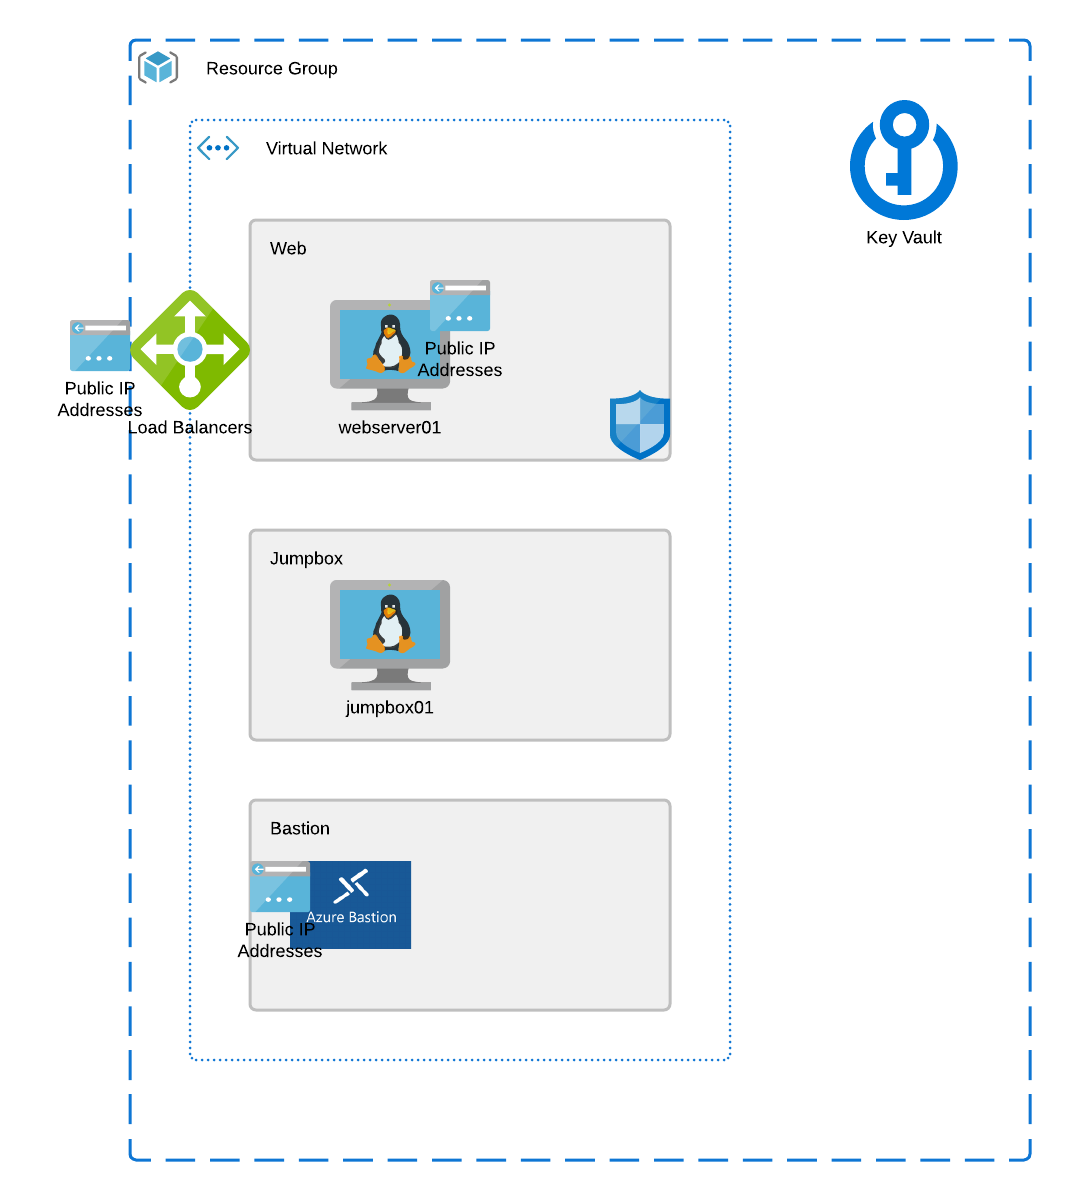 Resource Group
Virtual Network
Key Vault
Web
Public IP
Addresses
webserver01
Public IP
Addresses
Load Balancers
Jumpbox
jumpbox01
Bastion
Azure Bastion
Public IP
Addresses